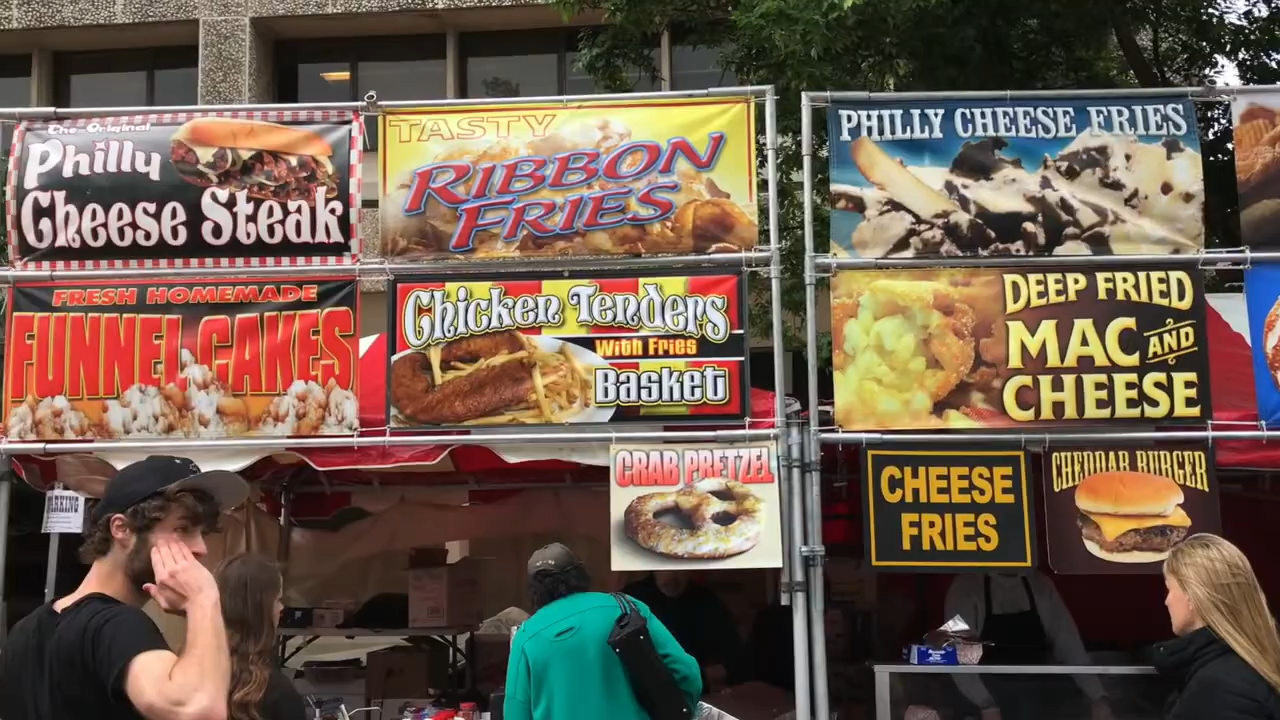 The Original
Philly
Cheese Steak
TASTY
RIBBON
FRIES
PHILLY CHEESE FRIES
FRESH HOMEMADE
FUNNEL CAKES
Chicken Tenders
With Fries
Basket
DEEP FRIED
MAC AND
CHEESE
CRAB PRETZEL
CHEESE
FRIES
CHEDDAR BURGER